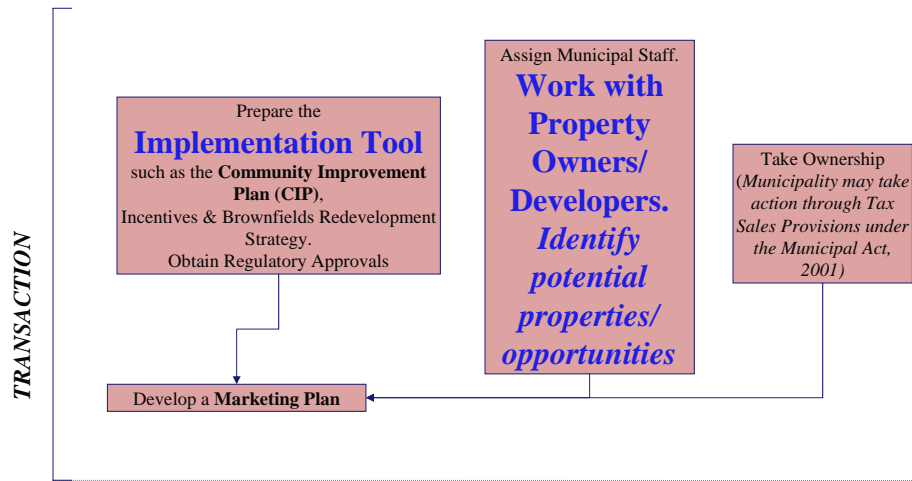 TRANSACTION
Prepare the
Implementation Tool
such as the Community Improvement
Plan (CIP),
Incentives & Brownfields Redevelopment
Strategy.
Obtain Regulatory Approvals
Assign Municipal Staff.
Work with
Property
Owners/
Developers.
Identify
potential
properties/
opportunities
Take Ownership
(Municipality may take
action through Tax
Sales Provisions under
the Municipal Act,
2001)
Develop a Marketing Plan